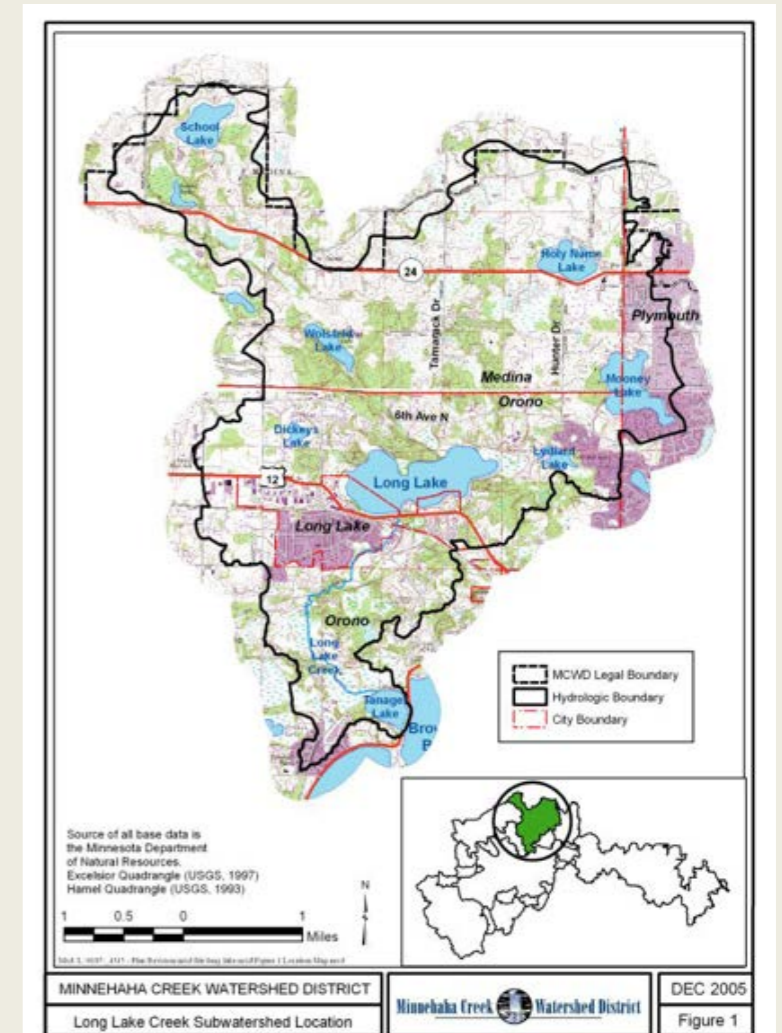 School
Lake
MEDINA
24
Holy Name
Lake
Plymouth
Tamarack Dr
Hunter Dr
Wolsfeld
Lake
Medina
Mooney
Lake
Orono
6th Ave N
Dickeys
Lake
Lydiard
Lake
12
Long Lake
Long Lake
Orono
Long
Lake
Creek
Tanager
Lake
Bro
B
MCWD Legal Boundary
Hydrologic Boundary
City Boundary
Source of all base data is
the Minnesota Department
of Natural Resources.
Excelsior Quadrangle (USGS, 1997)
Hamel Quadrangle (USGS, 1993)
N
1 0.5 0 1
Miles
MINNEHAHA CREEK WATERSHED DISTRICT
Long Lake Creek Subwatershed Location
Minnehaha Creek Watershed District
DEC 2005
Figure 1